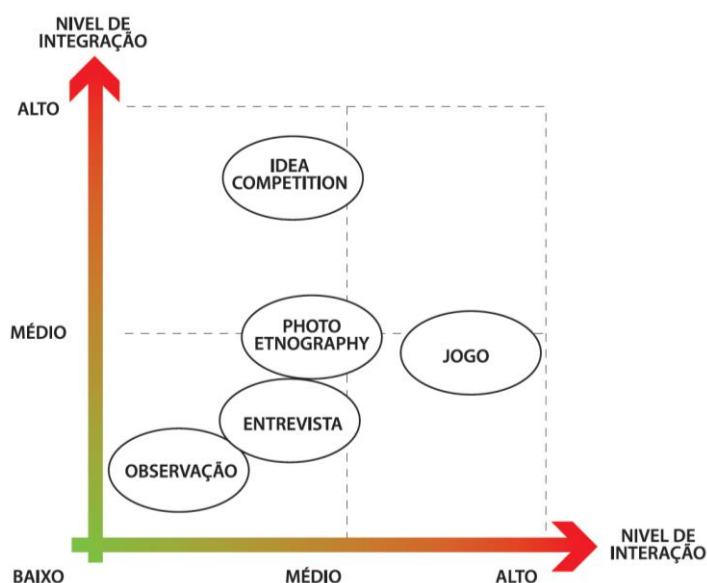 NIVEL DE
INTEGRAÇÃO
ALTO
IDEA
COMPETITION
MÉDIO
PHOTO
ETNOGRAPHY
JOGO
ENTREVISTA
OBSERVAÇÃO
NIVEL DE
INTERAÇÃO
BAIXO
MÉDIO
ALTO